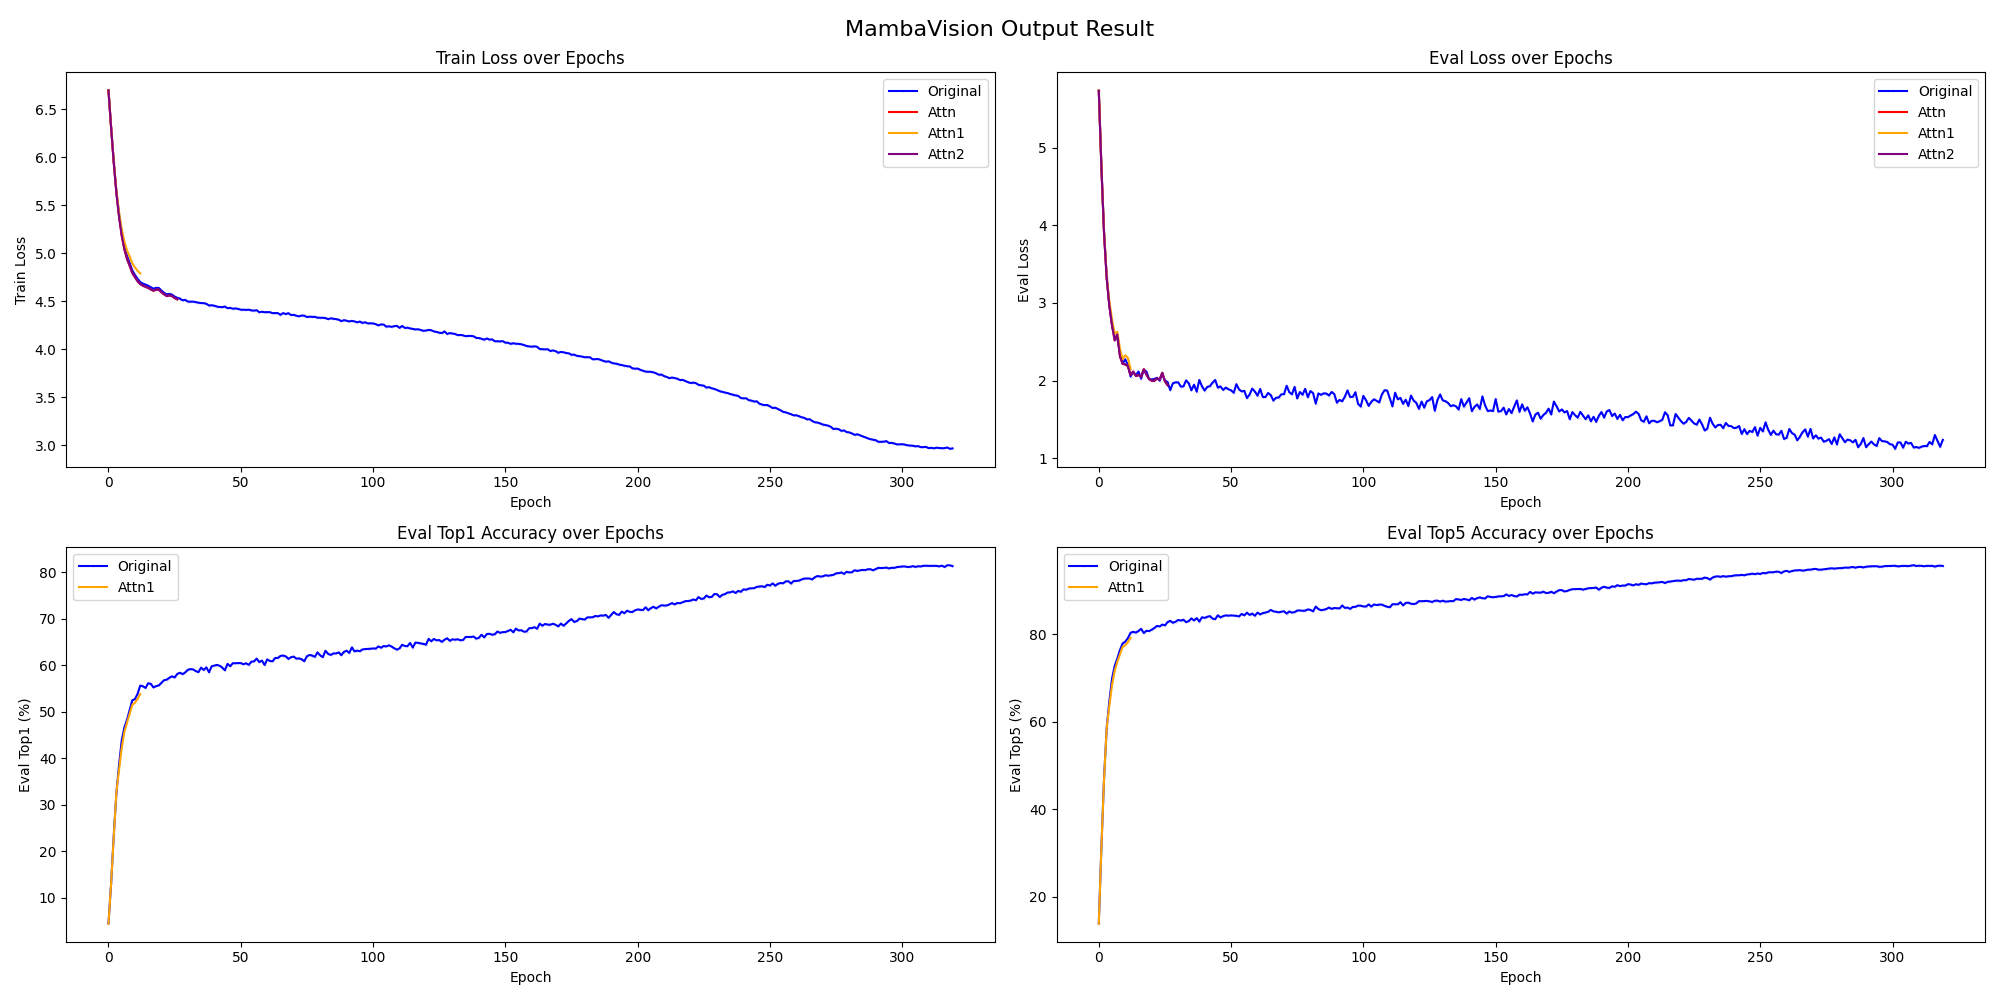 MambaVision Output Result
Train Loss over Epochs
Train Loss
6.5
6.0
5.5
5.0
4.5
4.0
3.5
3.0
Original
Attn
Attn1
Attn2
0 50 100 150 200 250 300
Epoch
Eval Loss over Epochs
Eval Loss
5
4
3
2
1
Original
Attn
Attn1
Attn2
0 50 100 150 200 250 300
Epoch
Eval Top1 Accuracy over Epochs
Eval Top1 (%)
80
70
60
50
40
30
20
10
Original
Attn1
0 50 100 150 200 250 300
Epoch
Eval Top5 Accuracy over Epochs
Eval Top5 (%)
80
60
40
20
Original
Attn1
0 50 100 150 200 250 300
Epoch